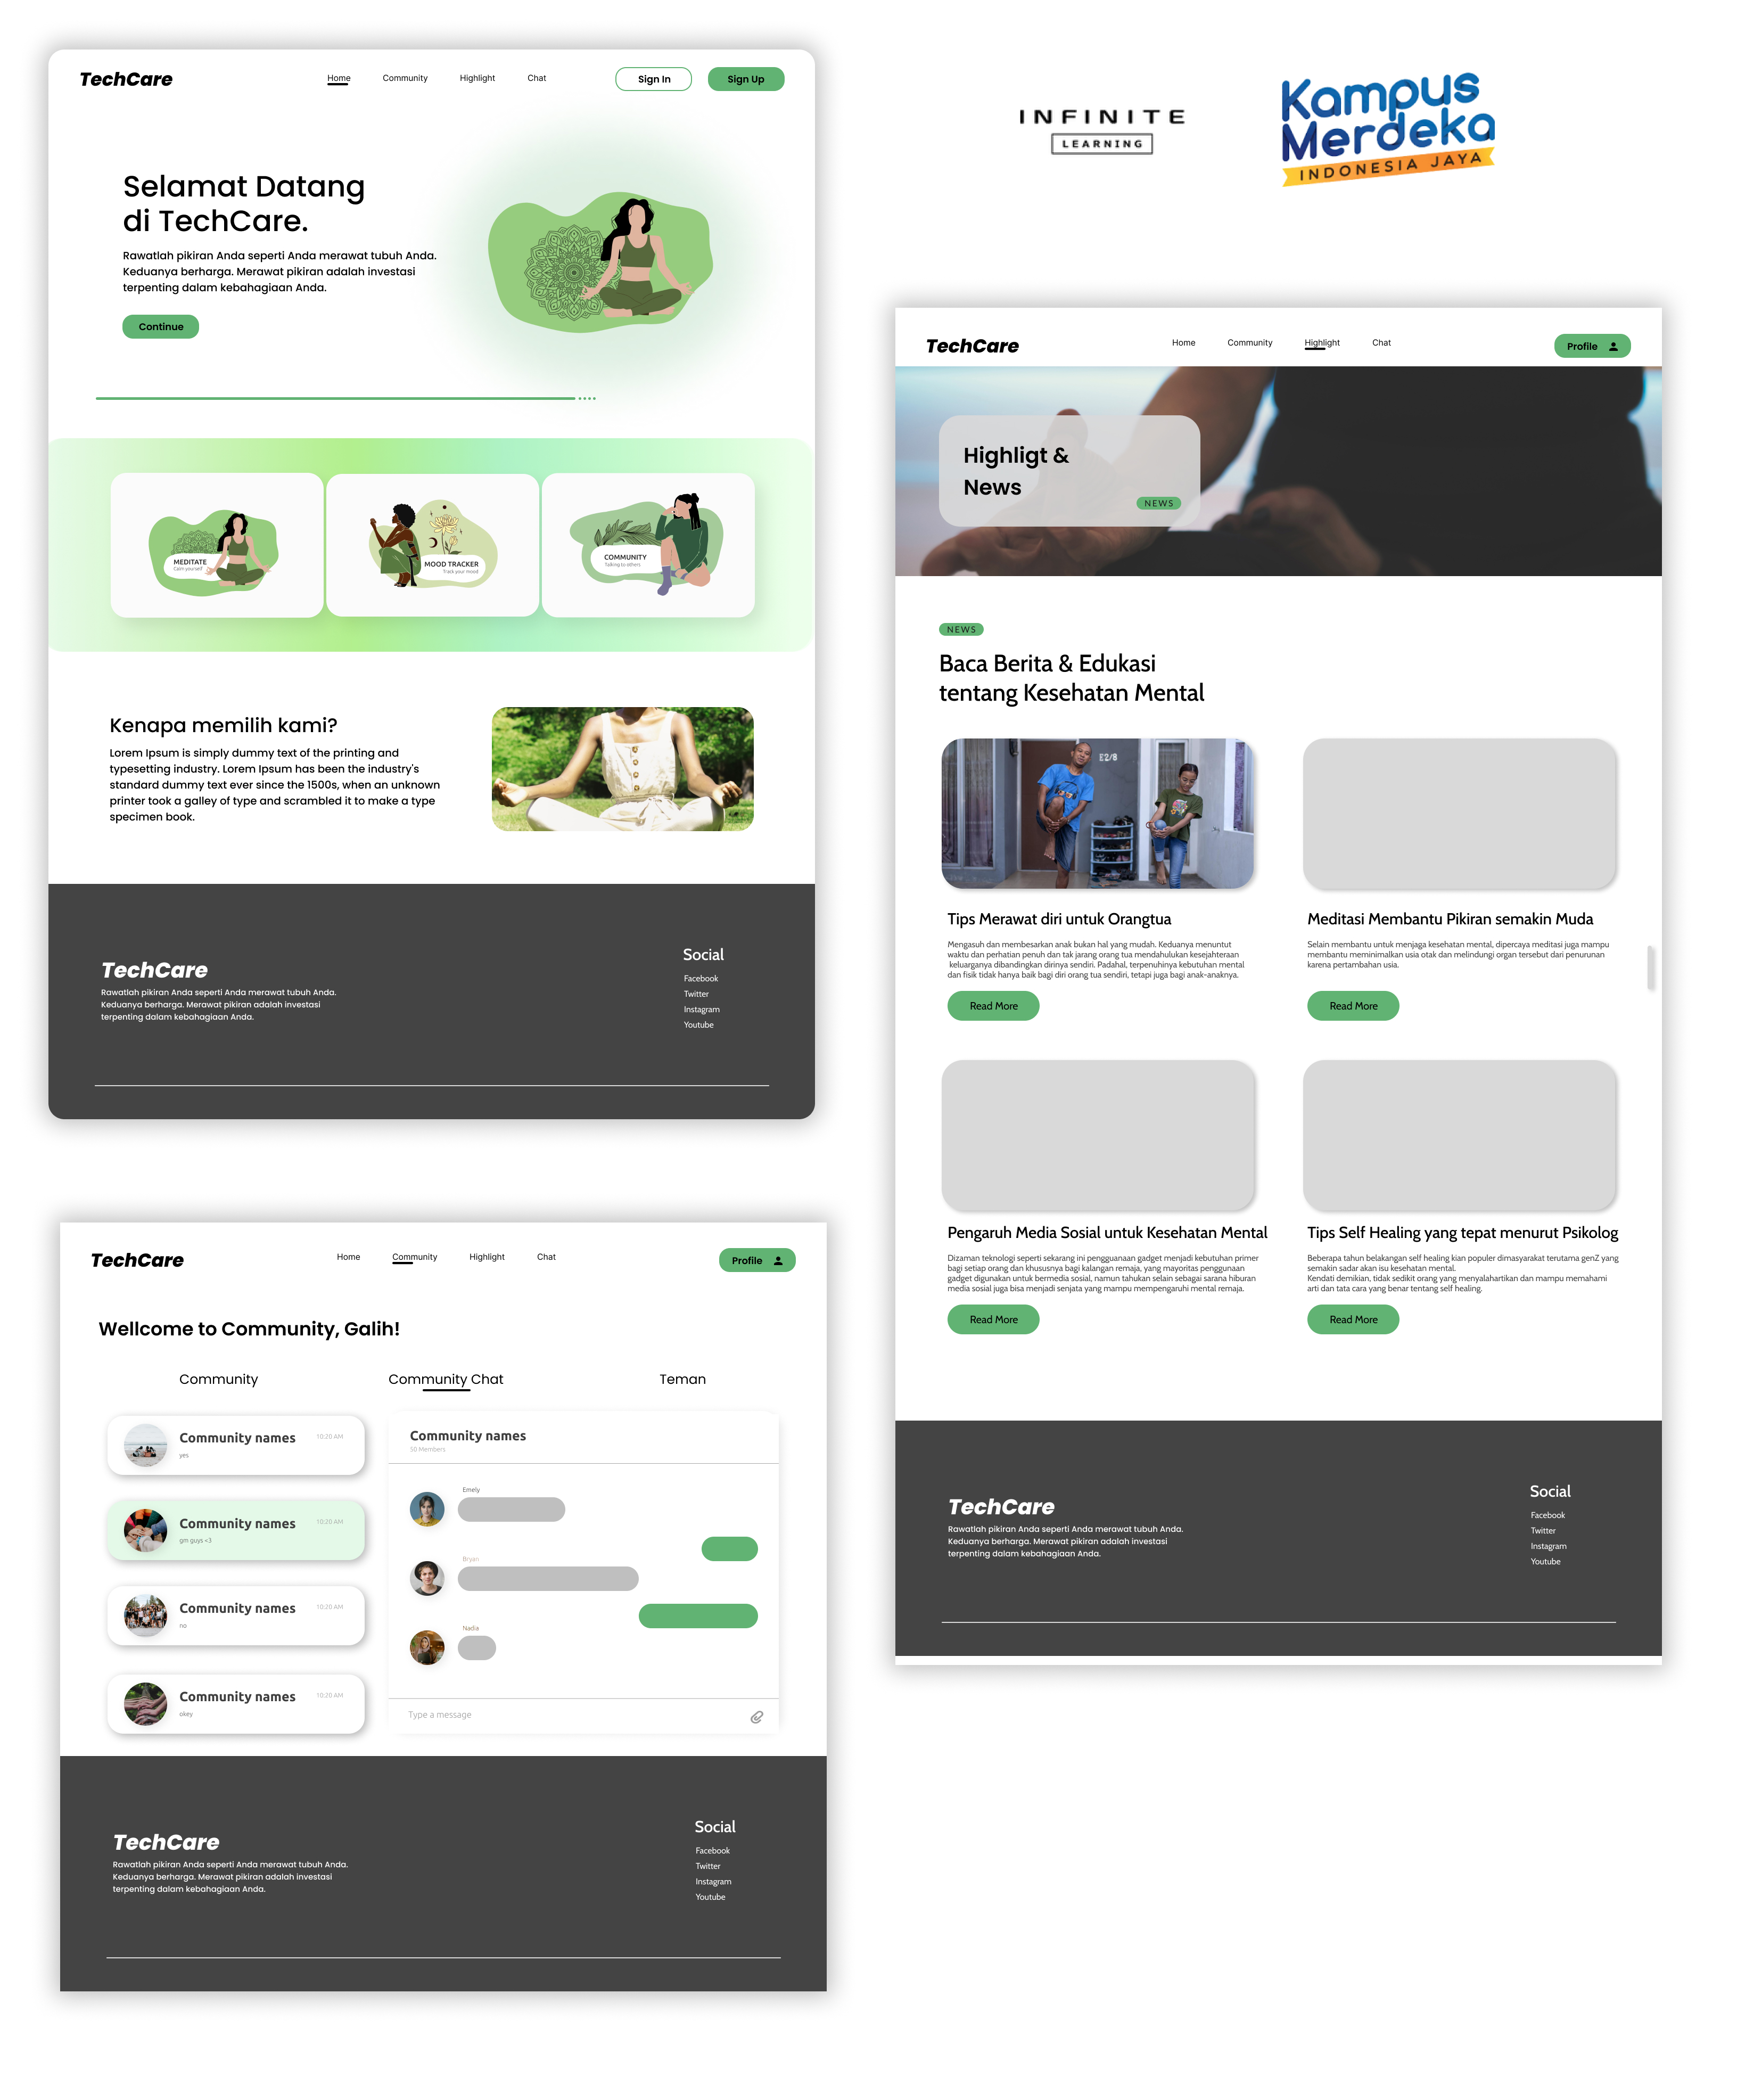 TechCare
Home
Community
Highlight
Chat
Sign In
Sign Up
Selamat Datang
di TechCare.
Rawatlah pikiran Anda seperti Anda merawat tubuh Anda.
Keduanya berharga. Merawat pikiran adalah investasi
terpenting dalam kebahagiaan Anda.
Continue
MEDITATE
Calm yourself
MOOD TRACKER
Track your mood
COMMUNITY
Talking to others
Kenapa memilih kami?
Lorem Ipsum is simply dummy text of the printing and
typesetting industry. Lorem Ipsum has been the industry's
standard dummy text ever since the 1500s, when an unknown
printer took a galley of type and scrambled it to make a type
specimen book.
TechCare
Rawatlah pikiran Anda seperti Anda merawat tubuh Anda.
Keduanya berharga. Merawat pikiran adalah investasi
terpenting dalam kebahagiaan Anda.
Social
Facebook
Twitter
Instagram
Youtube
INFINITE
LEARNING
Kampus
Merdeka
INDONESIA JAYA
TechCare
Home
Community
Highlight
Chat
Profile
Highligt &
News
NEWS
NEWS
Baca Berita & Edukasi
tentang Kesehatan Mental
E2/8
Tips Merawat diri untuk Orangtua
Mengasuh dan membesarkan anak bukan hal yang mudah. Keduanya menuntut
waktu dan perhatian penuh dan tak jarang orang tua mendahulukan kesejahteraan
keluarganya dibandingkan dirinya sendiri. Padahal, terpenuhinya kebutuhan mental
dan fisik tidak hanya baik bagi diri orang tua sendiri, tetapi juga bagi anak-anaknya.
Read More
Meditasi Membantu Pikiran semakin Muda
Selain membantu untuk menjaga kesehatan mental, dipercaya meditasi juga mampu
membantu meminimalkan usia otak dan melindungi organ tersebut dari penurunan
karena pertambahan usia.
Read More
Pengaruh Media Sosial untuk Kesehatan Mental
Dizaman teknologi seperti sekarang ini pengguanaan gadget menjadi kebutuhan primer
bagi setiap orang dan khususnya bagi kalangan remaja, yang mayoritas penggunaan
gadget digunakan untuk bermedia sosial, namun tahukan selain sebagai sarana hiburan
media sosial juga bisa menjadi senjata yang mampu mempengaruhi mental remaja.
Read More
Tips Self Healing yang tepat menurut Psikolog
Beberapa tahun belakangan self healing kian populer dimasyarakat terutama genZ yang
semakin sadar akan isu kesehatan mental.
Kendati demikian, tidak sedikit orang yang menyalahartikan dan mampu memahami
arti dan tata cara yang benar tentang self healing.
Read More
TechCare
Rawatlah pikiran Anda seperti Anda merawat tubuh Anda.
Keduanya berharga. Merawat pikiran adalah investasi
terpenting dalam kebahagiaan Anda.
Social
Facebook
Twitter
Instagram
Youtube
TechCare
Home
Community
Highlight
Chat
Profile
Wellcome to Community, Galih!
Community
Community Chat
Teman
Community names
10:20 AM
yes
Community names
10:20 AM
gm guys <3
Community names
10:20 AM
no
Community names
10:20 AM
okey
Community names
50 Members
Emely
Bryan
Nadia
Type a message
TechCare
Rawatlah pikiran Anda seperti Anda merawat tubuh Anda.
Keduanya berharga. Merawat pikiran adalah investasi
terpenting dalam kebahagiaan Anda.
Social
Facebook
Twitter
Instagram
Youtube